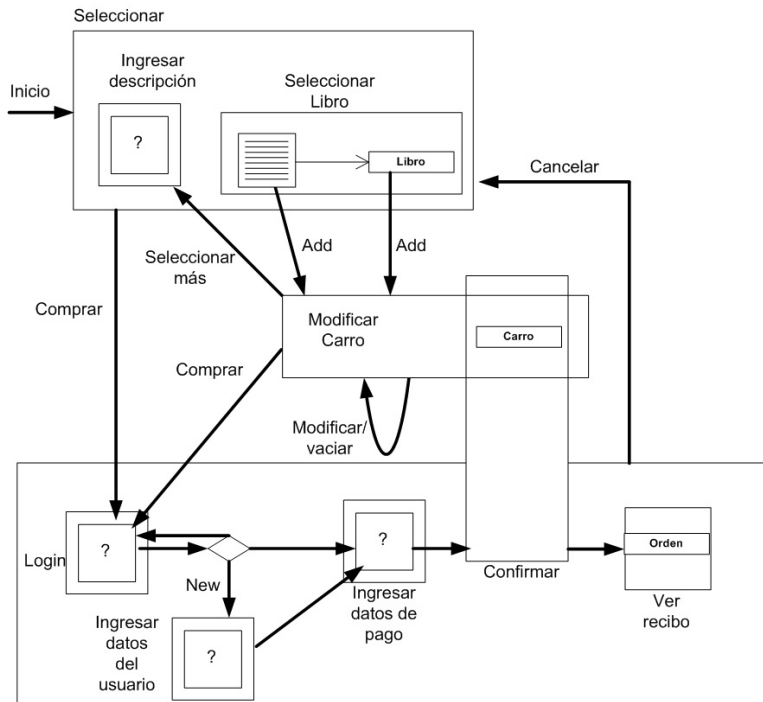 Seleccionar
Inicio
Ingresar
descripción
?
Seleccionar
Libro
Libro
Cancelar
Add
Add
Seleccionar
más
Comprar
Modificar
Carro
Carro
Comprar
Modificar/
vaciar
Login
?
New
Ingresar
datos
del
usuario
?
?
Ingresar
datos de
pago
Confirmar
Orden
Ver
recibo